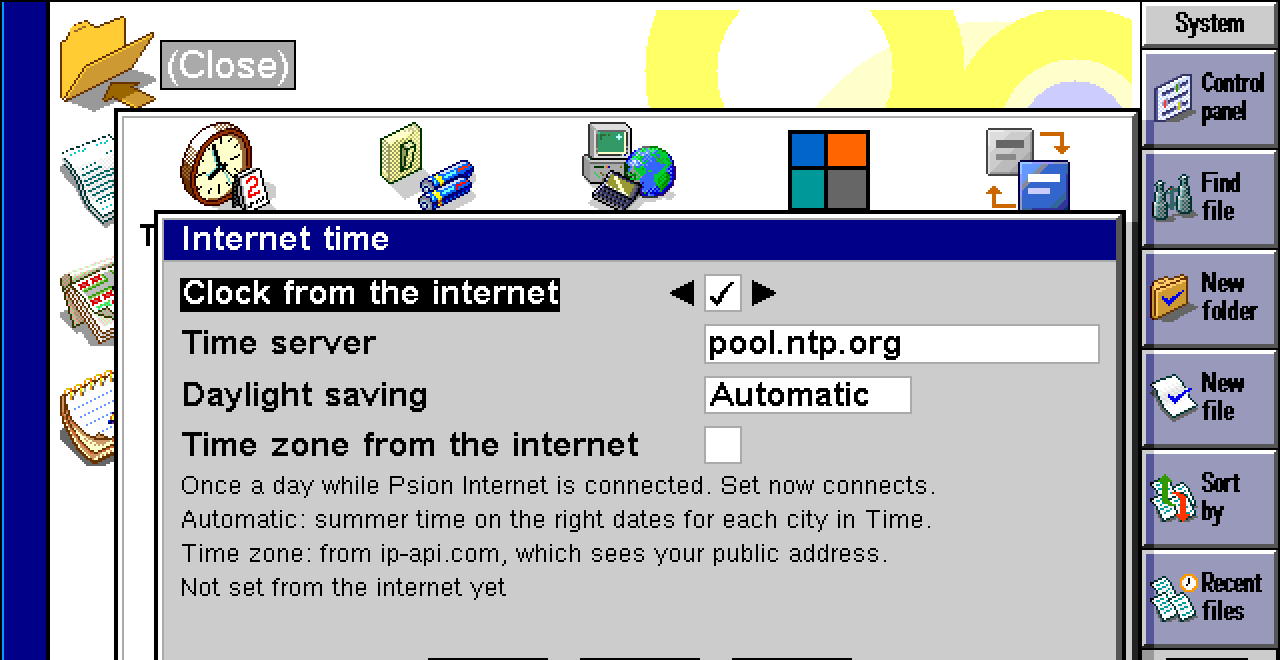 (Close)
System
Control
panel
Find
file
New
folder
New
file
Sort
by
Recent
files
2
T
Internet time
Clock from the internet
Time server pool.ntp.org
Daylight saving Automatic
Time zone from the internet
Once a day while Psion Internet is connected. Set now connects.
Automatic: summer time on the right dates for each city in Time.
Time zone: from ip-api.com, which sees your public address.
Not set from the internet yet